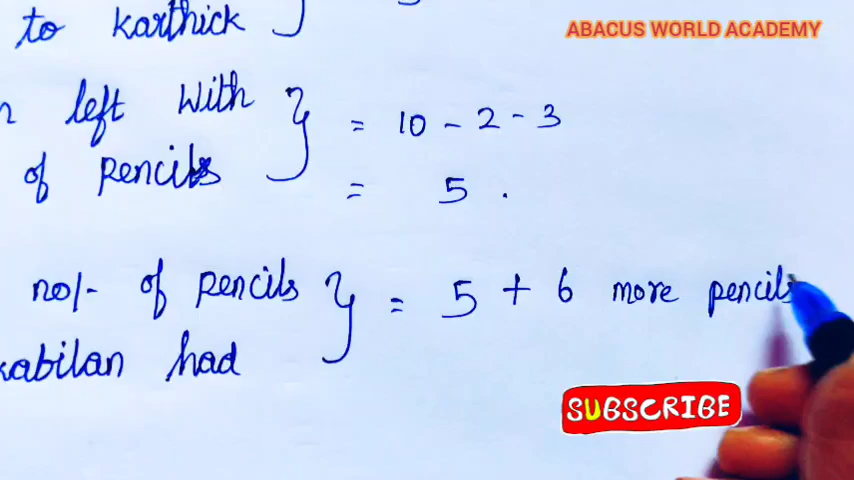 to karthick }
ABACUS WORLD ACADEMY
n left with
of pencils } = 10 - 2 - 3
= 5 .
no/- of pencils
kabilan had } = 5 + 6 more pencils
SUBSCRIBE